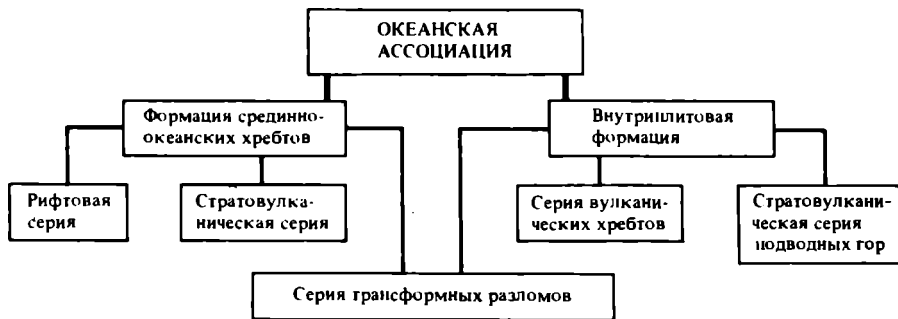 ОКЕАНСКАЯ
АССОЦИАЦИЯ
Формация срединно-
океанских хребтов
Внутриплитовая
формация
Рифтовая
серия
Стратовулка-
ническая серия
Серия вулкани-
ческих хребтов
Стратовулкани-
ческая серия
подводных гор
Серия трансформных разломов